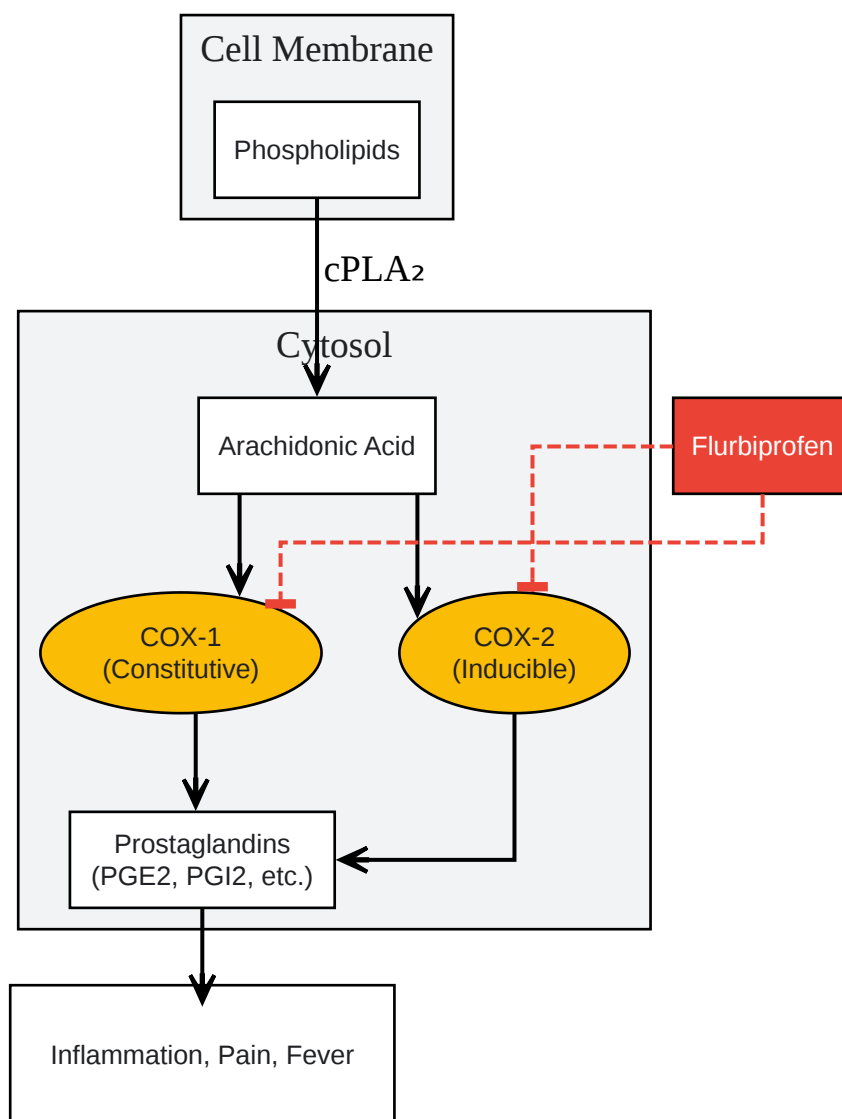 Cell Membrane
Phospholipids
cPLA₂
Cytosol
Arachidonic Acid
Flurbiprofen
COX-1
(Constitutive)
COX-2
(Inducible)
Prostaglandins
(PGE2, PGI2, etc.)
Inflammation, Pain, Fever